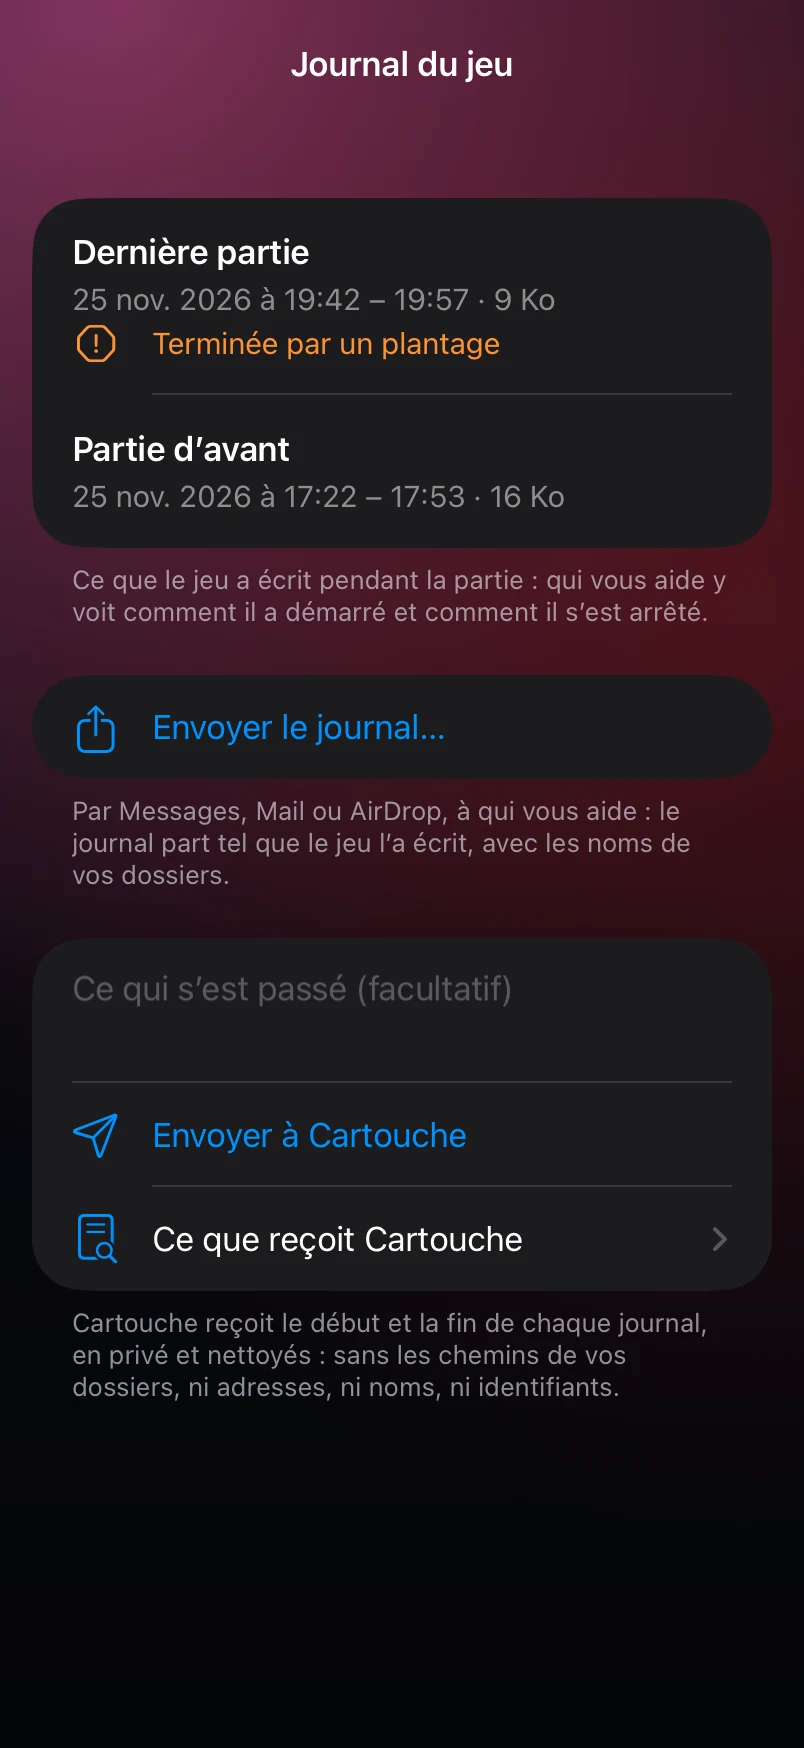 Journal du jeu
Dernière partie
25 nov. 2026 à 19:42 – 19:57 · 9 Ko
Terminée par un plantage
Partie d’avant
25 nov. 2026 à 17:22 – 17:53 · 16 Ko
Ce que le jeu a écrit pendant la partie : qui vous aide y
voit comment il a démarré et comment il s’est arrêté.
Envoyer le journal…
Par Messages, Mail ou AirDrop, à qui vous aide : le
journal part tel que le jeu l’a écrit, avec les noms de
vos dossiers.
Ce qui s’est passé (facultatif)
Envoyer à Cartouche
Ce que reçoit Cartouche
Cartouche reçoit le début et la fin de chaque journal,
en privé et nettoyés : sans les chemins de vos
dossiers, ni adresses, ni noms, ni identifiants.